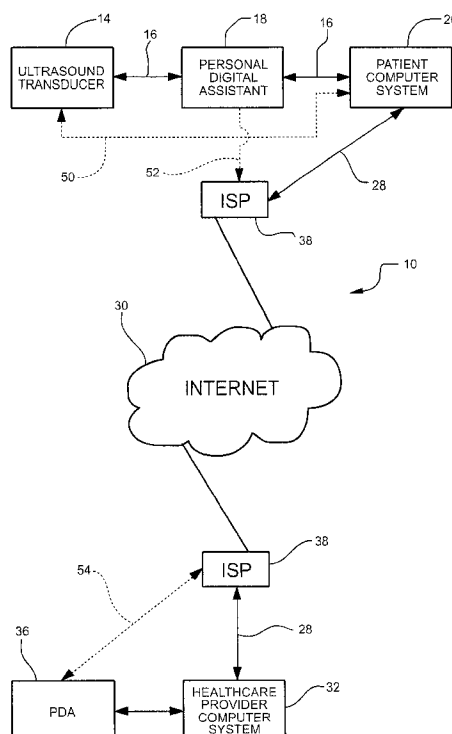 14
16
18
16
20
ULTRASOUND
TRANSDUCER
PERSONAL
DIGITAL
ASSISTANT
PATIENT
COMPUTER
SYSTEM
50
52
28
ISP
38
10
30
INTERNET
38
ISP
54
28
36
PDA
HEALTHCARE
PROVIDER
COMPUTER
SYSTEM
32